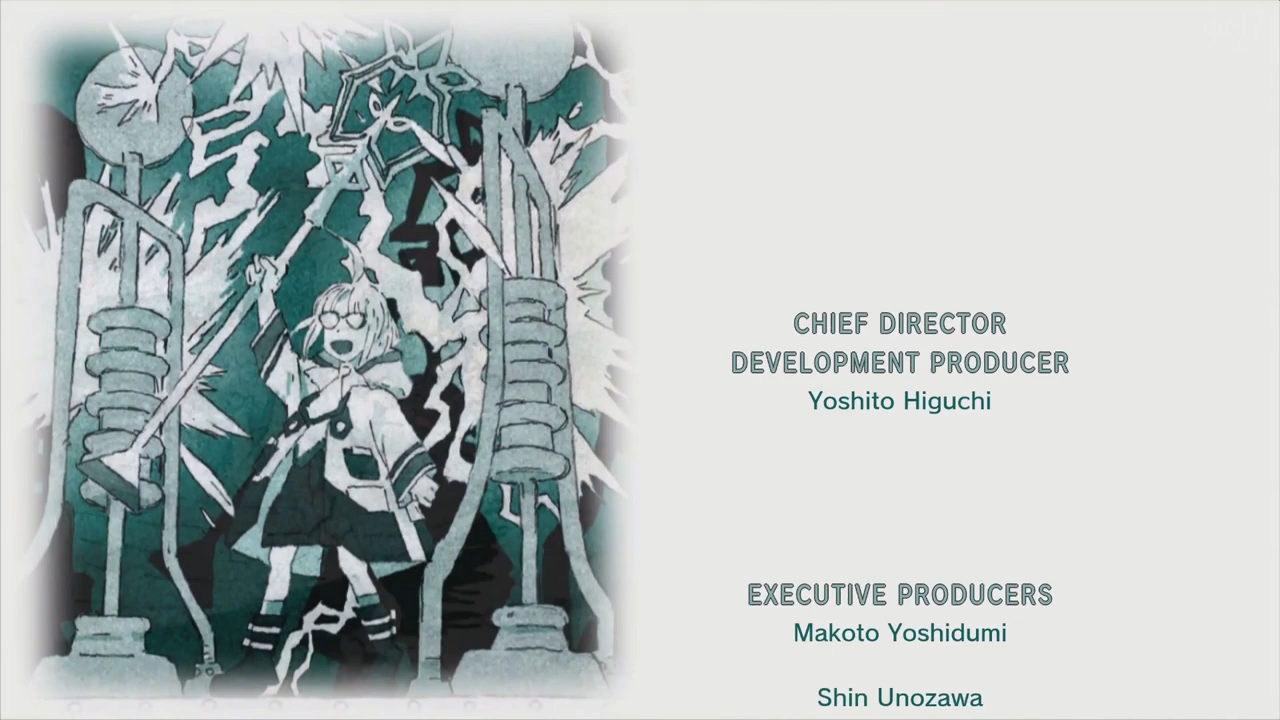 CHIEF DIRECTOR
DEVELOPMENT PRODUCER
Yoshito Higuchi
EXECUTIVE PRODUCERS
Makoto Yoshidumi
Shin Unozawa